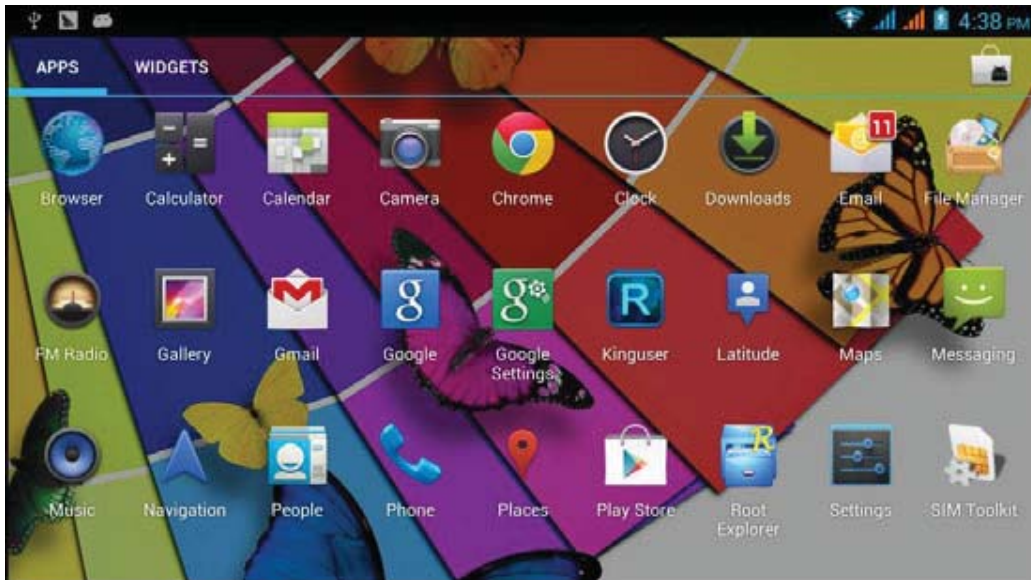 4:38 PM
APPS WIDGETS
11
Browser Calculator Calendar Camera Chrome Clock Downloads Email File Manager
g g R
FM Radio Gallery Gmail Google Google Settings Kinguser Latitude Maps Messaging
R
Music Navigation People Phone Places Play Store Root Explorer Settings SIM Toolkit